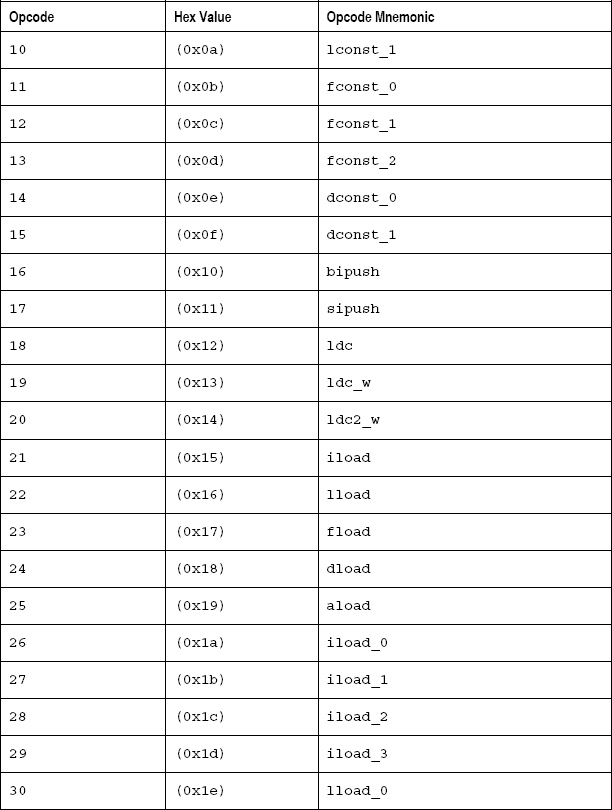 Opcode Hex Value Opcode Mnemonic
10 (0x0a) lconst_1
11 (0x0b) fconst_0
12 (0x0c) fconst_1
13 (0x0d) fconst_2
14 (0x0e) dconst_0
15 (0x0f) dconst_1
16 (0x10) bipush
17 (0x11) sipush
18 (0x12) ldc
19 (0x13) ldc_w
20 (0x14) ldc2_w
21 (0x15) iload
22 (0x16) lload
23 (0x17) fload
24 (0x18) dload
25 (0x19) aload
26 (0x1a) iload_0
27 (0x1b) iload_1
28 (0x1c) iload_2
29 (0x1d) iload_3
30 (0x1e) lload_0